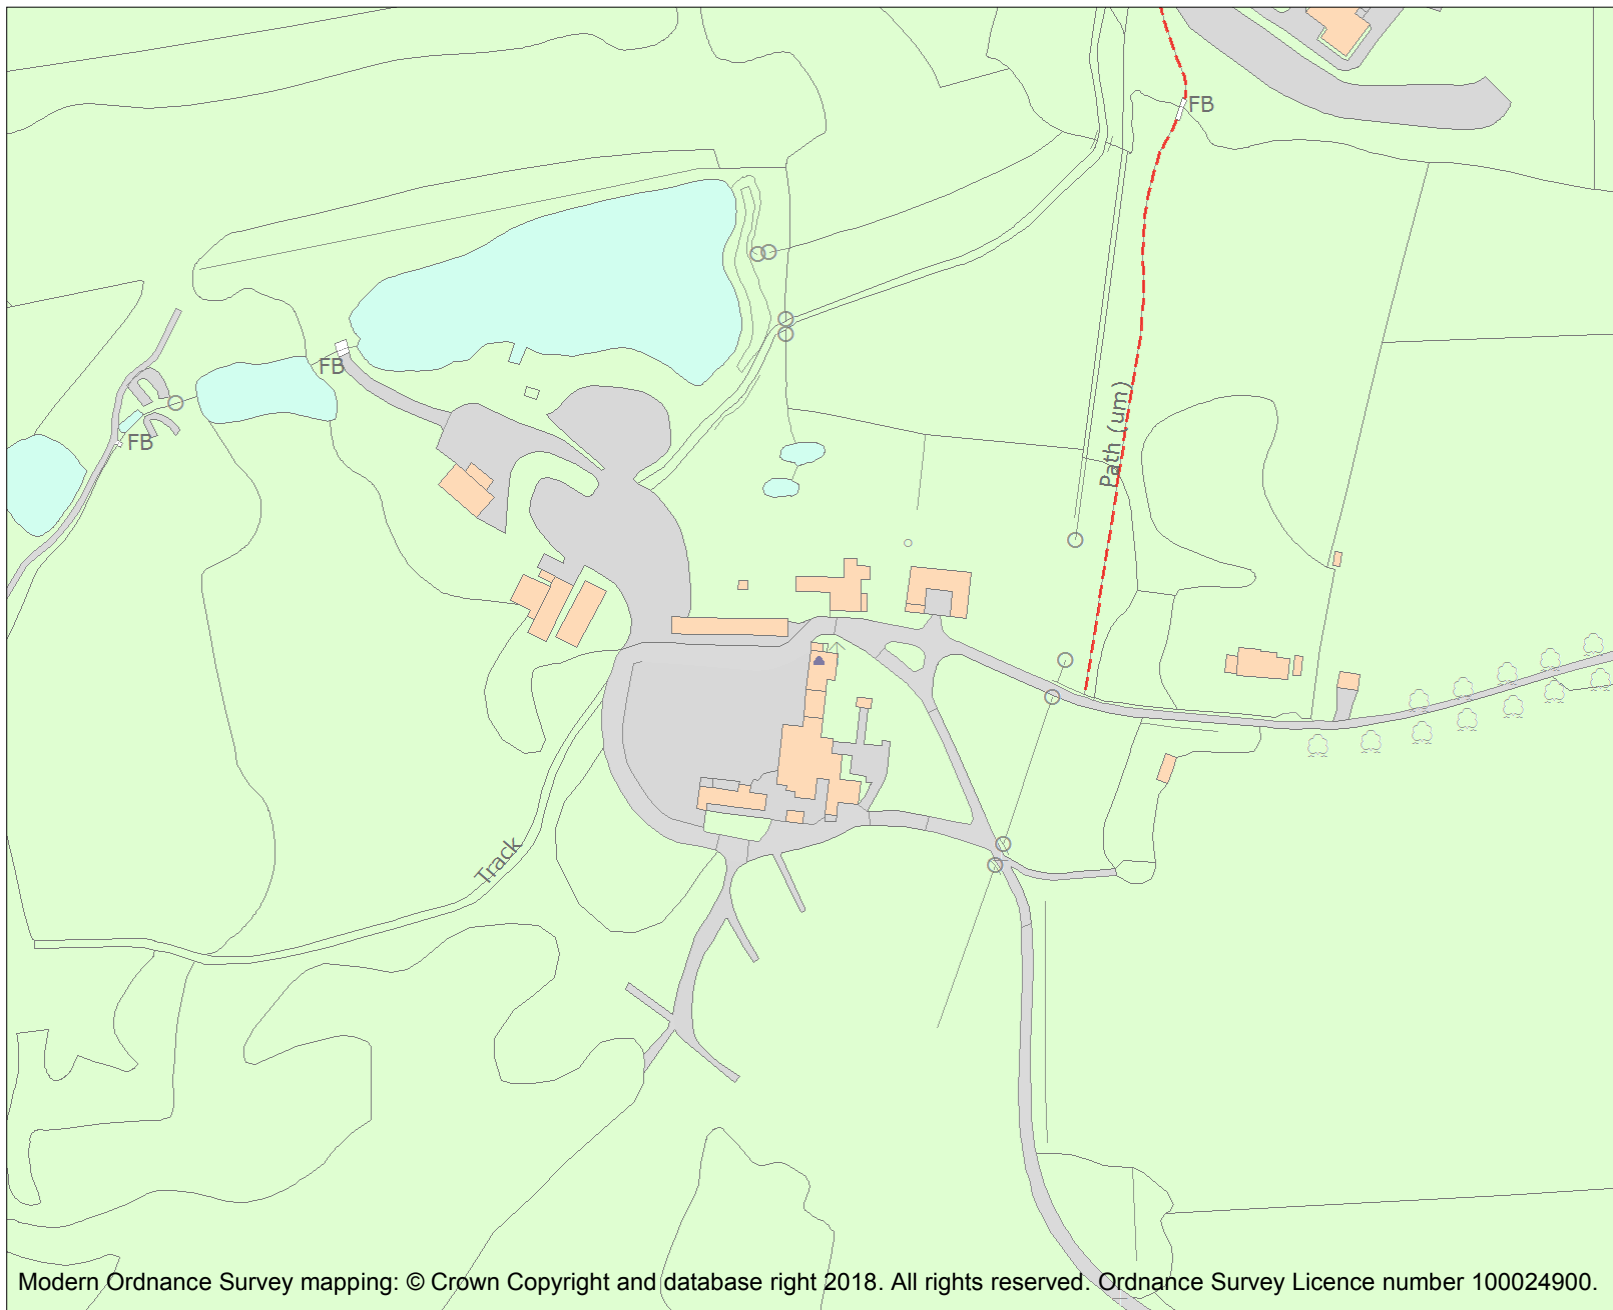 FB
FB
Path (um)
FB
Track
Modern Ordnance Survey mapping: © Crown Copyright and database right 2018. All rights reserved. Ordnance Survey Licence number 100024900.